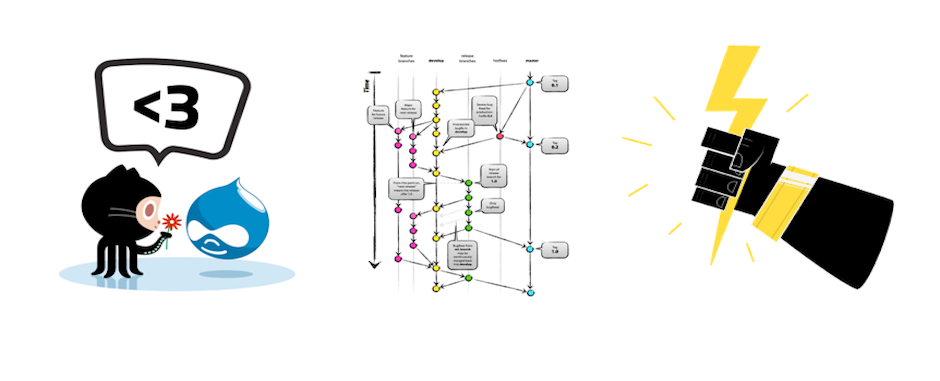 <3
feature
branches
develop
release
branches
hotfixes
master
Time
Tag
0.1
Feature
for future
release
Major
feature for
next release
Severe bug
fixed for
production:
hotfix 0.2
Incorporate
bugfix in
develop
Tag
0.2
Start of
release
branch for
1.0
From this point on,
"next release"
means the release
after 1.0
Only
bugfixes!
Bugfixes from
rel. branch
may be
continuously
merged back
into develop
Tag
1.0